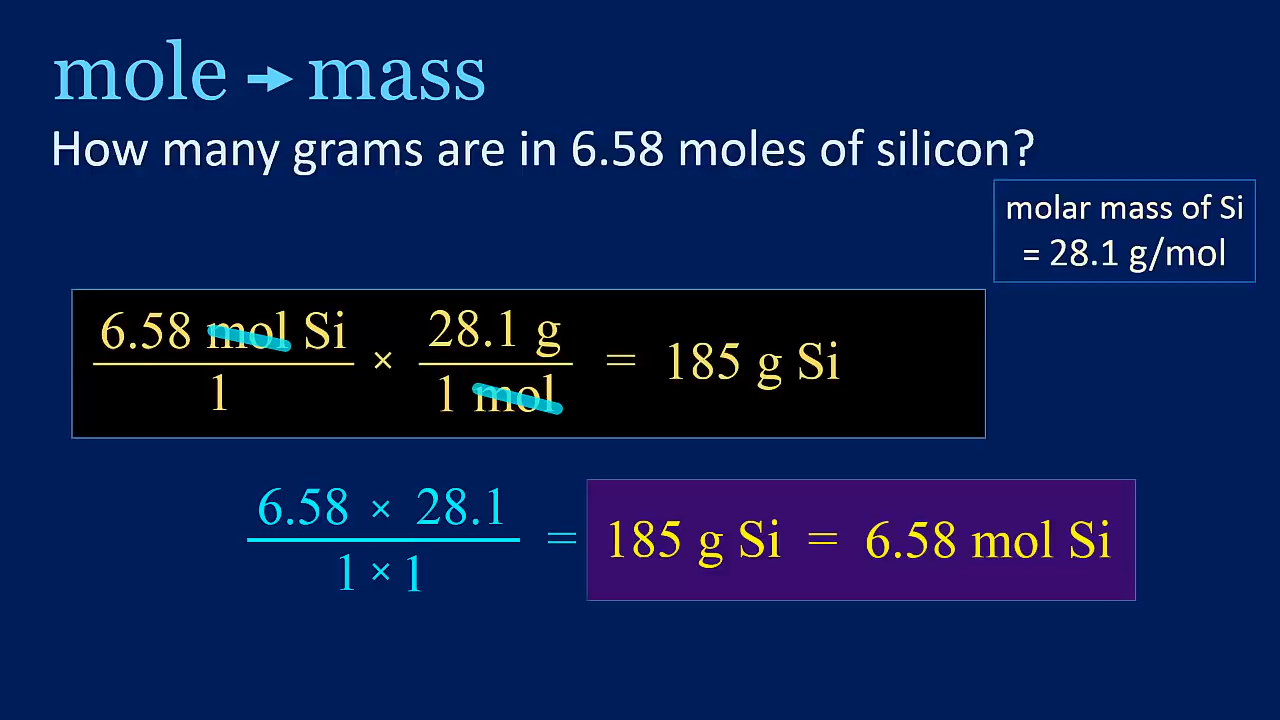 mole → mass
How many grams are in 6.58 moles of silicon?
molar mass of Si
= 28.1 g/mol
6.58 mol Si / 1 × 28.1 g / 1 mol = 185 g Si
6.58 × 28.1 / 1 × 1 = 185 g Si = 6.58 mol Si